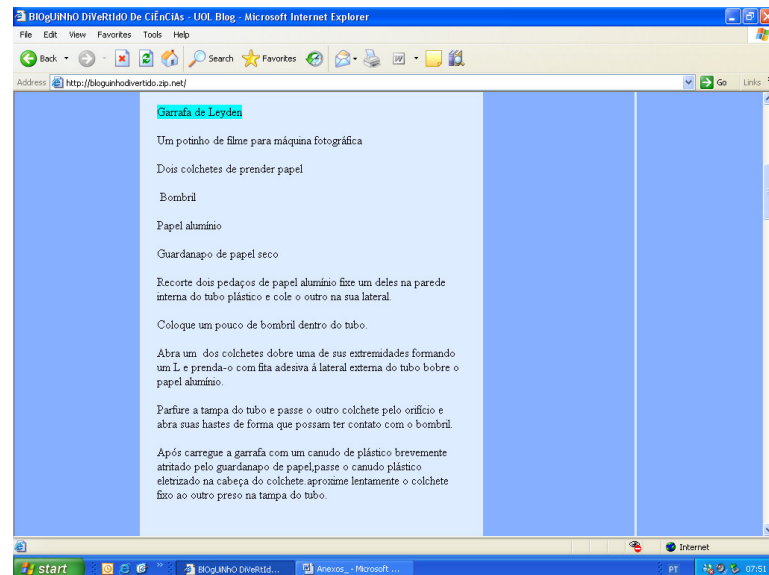 BlOgUiNhO DiVeRtIdO De CiÊnCiAs - UOL Blog - Microsoft Internet Explorer
File Edit View Favorites Tools Help
Back Search Favorites
Address http://bloguinhodivertido.zip.net/ Go Links
Garrafa de Leyden
Um potinho de filme para máquina fotográfica
Dois colchetes de prender papel
Bombril
Papel alumínio
Guardanapo de papel seco
Recorte dois pedaços de papel alumínio fixe um deles na parede
interna do tubo plástico e cole o outro na sua lateral.
Coloque um pouco de bombril dentro do tubo.
Abra um dos colchetes dobre uma de sus extremidades formando
um L e prenda-o com fita adesiva á lateral externa do tubo bobre o
papel alumínio.
Parfure a tampa do tubo e passe o outro colchete pelo orifício e
abra suas hastes de forma que possam ter contato com o bombril.
Após carregue a garrafa com um canudo de plástico brevemente
atritado pelo guardanapo de papel,passe o canudo plástico
eletrizado na cabeça do colchete.aproxime lentamente o colchete
fixo ao outro preso na tampa do tubo.
Internet
start BlOgUiNhO DiVeRtId... Anexos_ - Microsoft ... PT 07:51